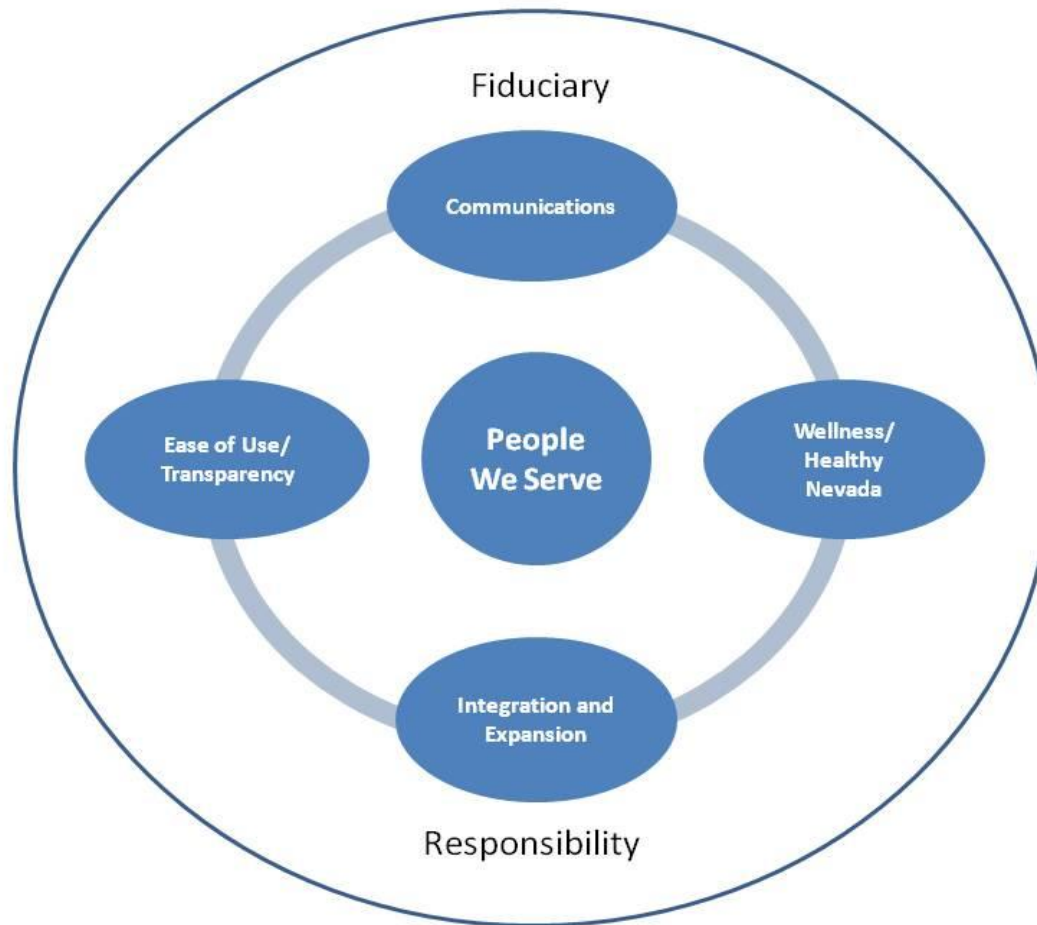 Fiduciary
Communications
Ease of Use/
Transparency
People
We Serve
Wellness/
Healthy
Nevada
Integration and
Expansion
Responsibility